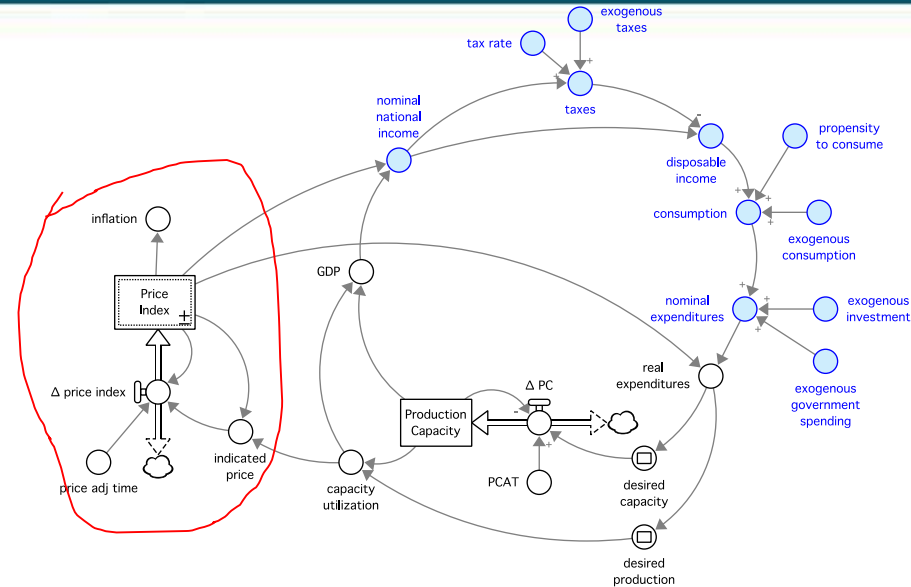 exogenous
taxes
tax rate
taxes
nominal
national
income
propensity
to consume
disposable
income
consumption
exogenous
consumption
inflation
GDP
Price
Index
+
nominal
expenditures
exogenous
investment
real
expenditures
exogenous
government
spending
Δ price index
Δ PC
Production
Capacity
indicated
price
price adj time
capacity
utilization
PCAT
desired
capacity
desired
production